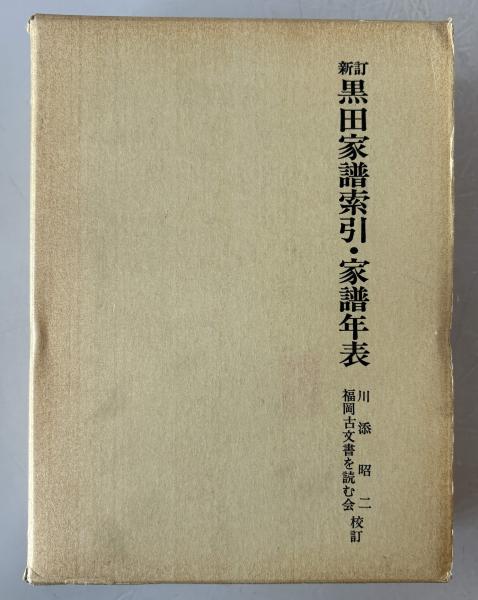 新訂
黒田家譜索引・家譜年表
川添昭二
福岡古文書を読む会
校訂